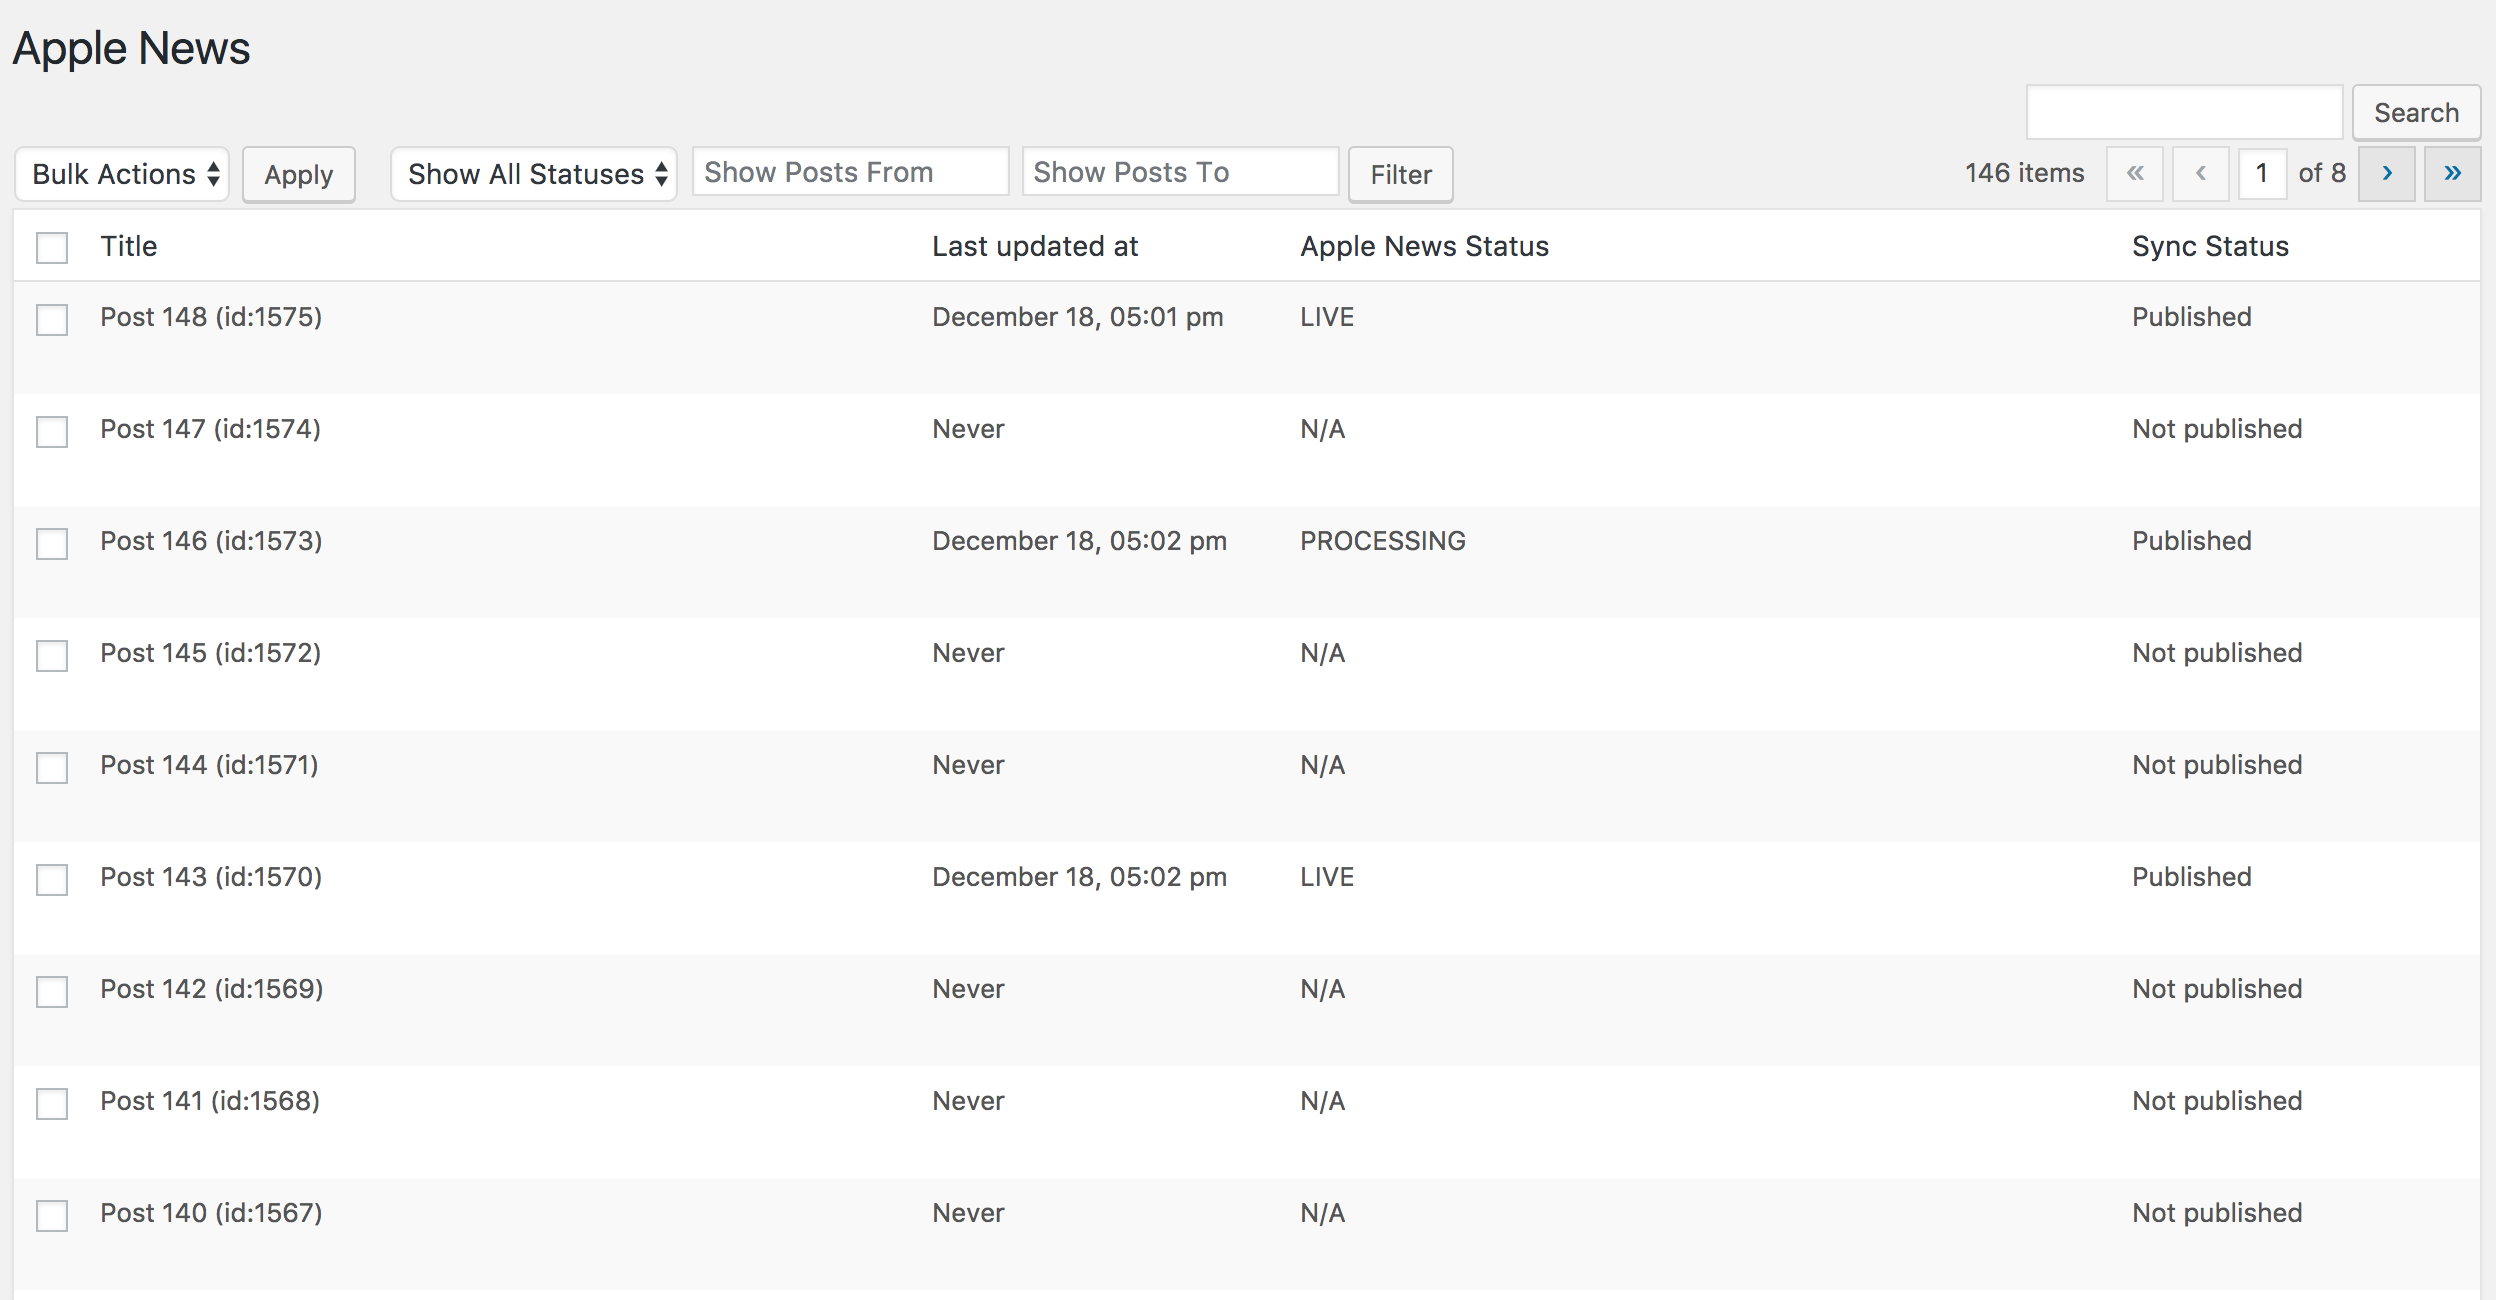 Apple News
Search
Bulk Actions Apply Show All Statuses Show Posts From Show Posts To Filter 146 items « ‹ 1 of 8 › »
Title Last updated at Apple News Status Sync Status
Post 148 (id:1575) December 18, 05:01 pm LIVE Published
Post 147 (id:1574) Never N/A Not published
Post 146 (id:1573) December 18, 05:02 pm PROCESSING Published
Post 145 (id:1572) Never N/A Not published
Post 144 (id:1571) Never N/A Not published
Post 143 (id:1570) December 18, 05:02 pm LIVE Published
Post 142 (id:1569) Never N/A Not published
Post 141 (id:1568) Never N/A Not published
Post 140 (id:1567) Never N/A Not published